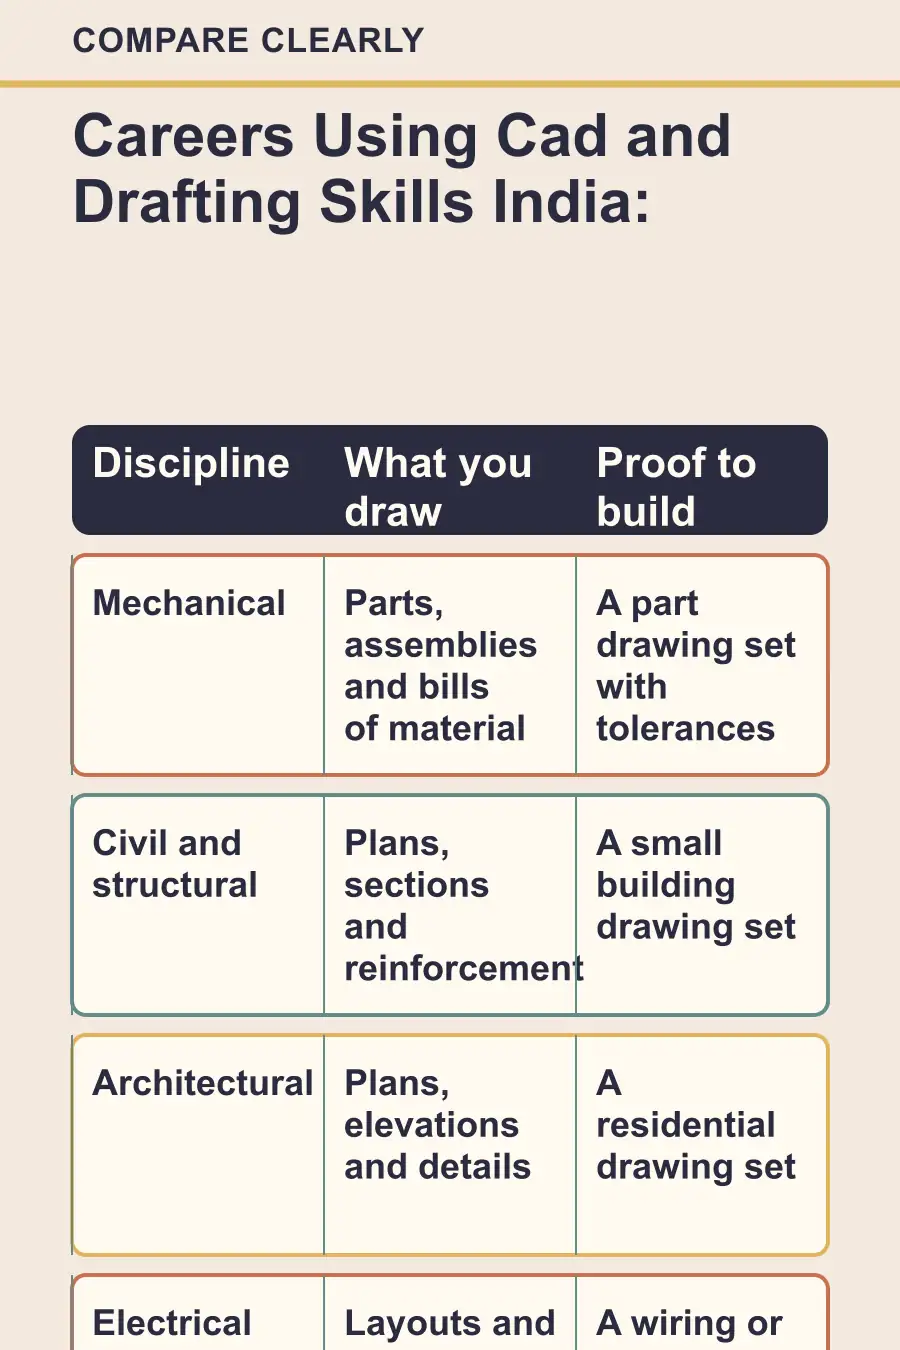 COMPARE CLEARLY
Careers Using Cad and
Drafting Skills India:
Discipline
What you
draw
Proof to
build
Mechanical
Parts,
assemblies
and bills
of material
A part
drawing set
with
tolerances
Civil and
structural
Plans,
sections
and
reinforcement
A small
building
drawing set
Architectural
Plans,
elevations
and details
A
residential
drawing set
Electrical
Layouts and
A wiring or